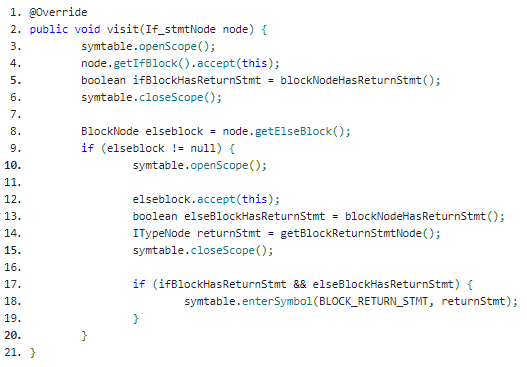 1. @Override
2. public void visit(If_stmtNode node) {
3. symtable.openScope();
4. node.getIfBlock().accept(this);
5. boolean ifBlockHasReturnStmt = blockNodeHasReturnStmt();
6. symtable.closeScope();
7.
8. BlockNode elseblock = node.getElseBlock();
9. if (elseblock != null) {
10. symtable.openScope();
11.
12. elseblock.accept(this);
13. boolean elseBlockHasReturnStmt = blockNodeHasReturnStmt();
14. ITypeNode returnStmt = getBlockReturnStmtNode();
15. symtable.closeScope();
16.
17. if (ifBlockHasReturnStmt && elseBlockHasReturnStmt) {
18. symtable.enterSymbol(BLOCK_RETURN_STMT, returnStmt);
19. }
20. }
21. }